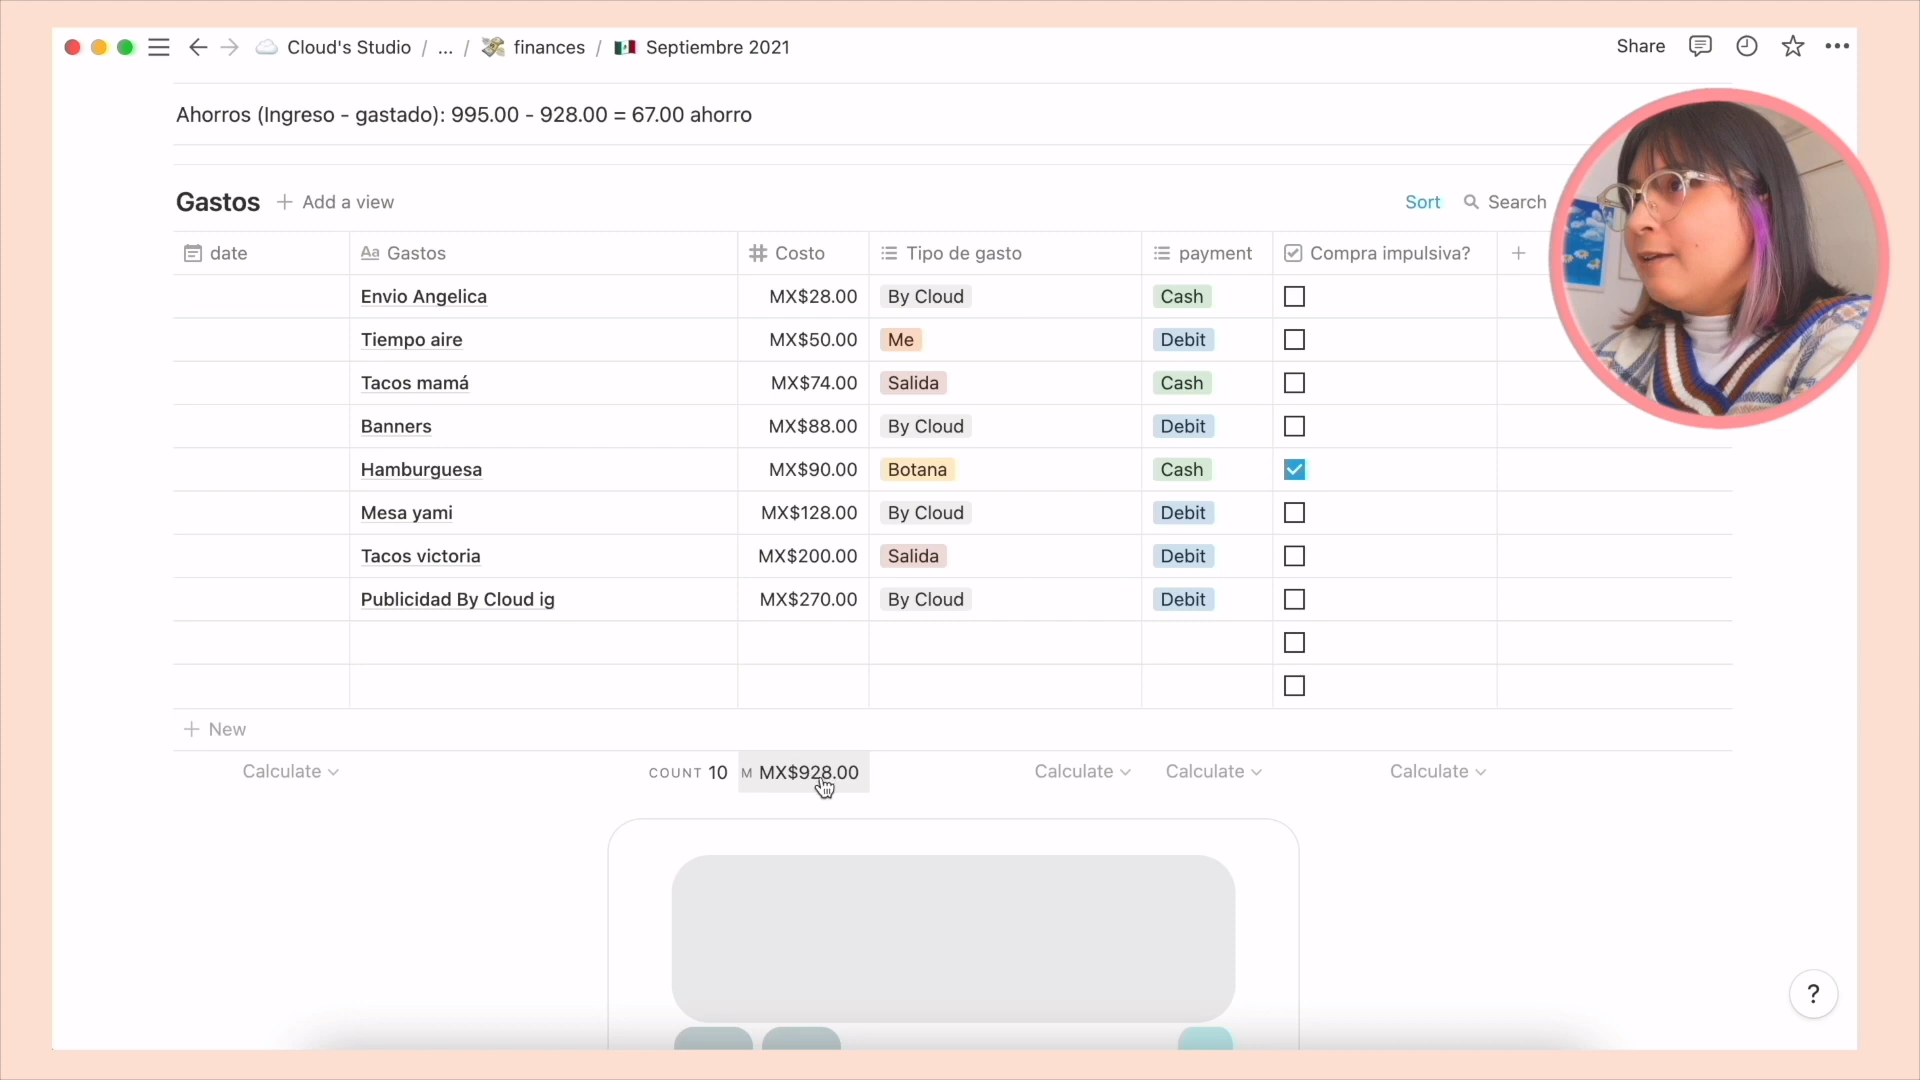 Cloud's Studio / ... / finances / Septiembre 2021
Share
Ahorros (Ingreso - gastado): 995.00 - 928.00 = 67.00 ahorro
Gastos + Add a view
Sort Search
date Aa Gastos # Costo Tipo de gasto payment Compra impulsiva? +
Envio Angelica MX$28.00 By Cloud Cash
Tiempo aire MX$50.00 Me Debit
Tacos mamá MX$74.00 Salida Cash
Banners MX$88.00 By Cloud Debit
Hamburguesa MX$90.00 Botana Cash
Mesa yami MX$128.00 By Cloud Debit
Tacos victoria MX$200.00 Salida Debit
Publicidad By Cloud ig MX$270.00 By Cloud Debit
+ New
Calculate COUNT 10 M MX$928.00 Calculate Calculate Calculate
?